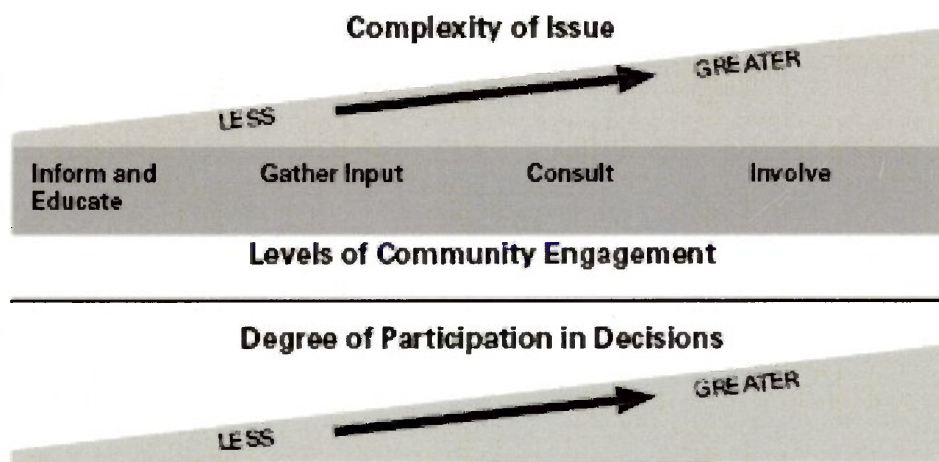 Complexity of Issue
LESS GREATER
Inform and Gather Input Consult Involve
Educate
Levels of Community Engagement
Degree of Participation in Decisions
LESS GREATER